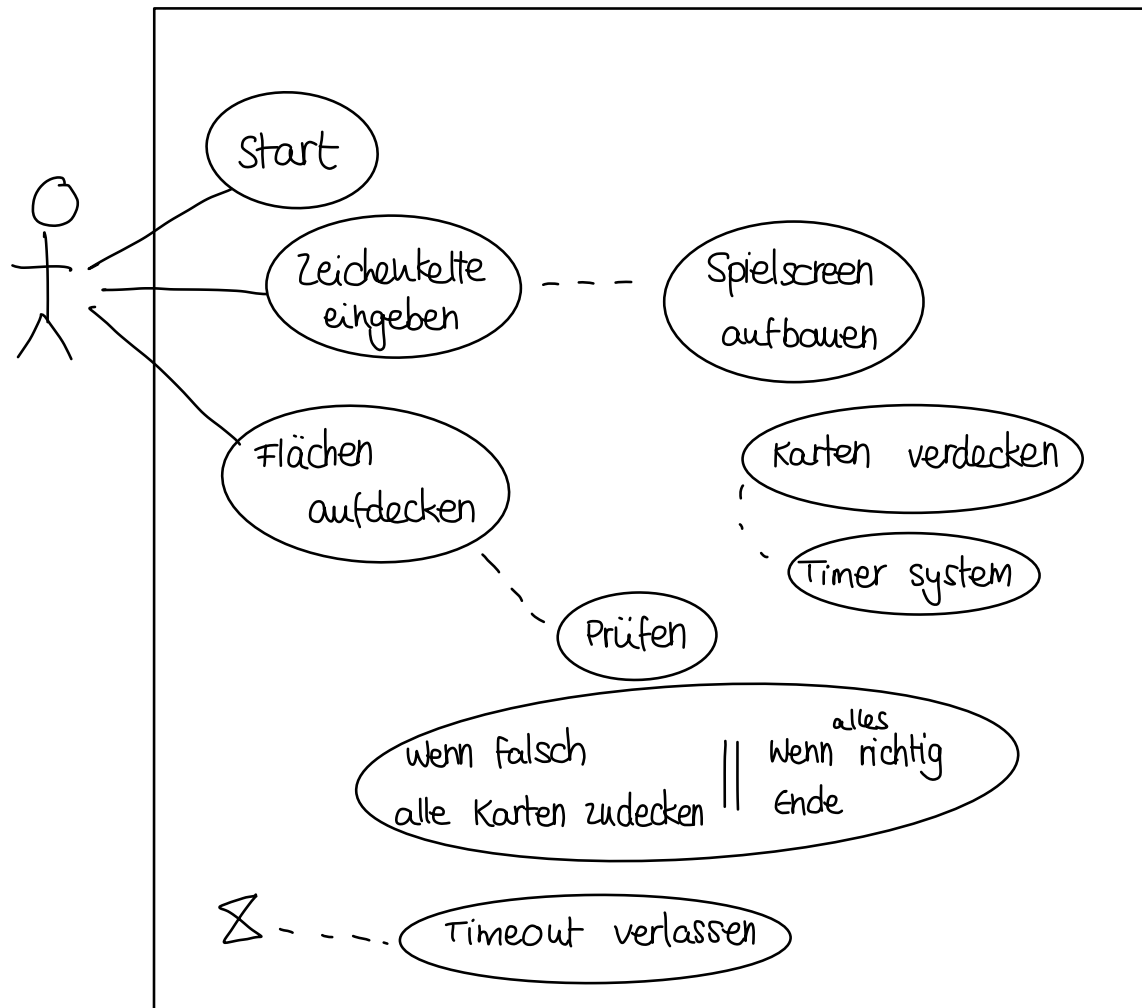 Start
Zeichenkelte
eingeben
Spielscreen
aufbauen
Flächen
aufdecken
Karten verdecken
Timer system
Prüfen
Wenn Falsch
alle Karten zudecken
||
alles
Wenn richtig
Ende
Timeout verlassen